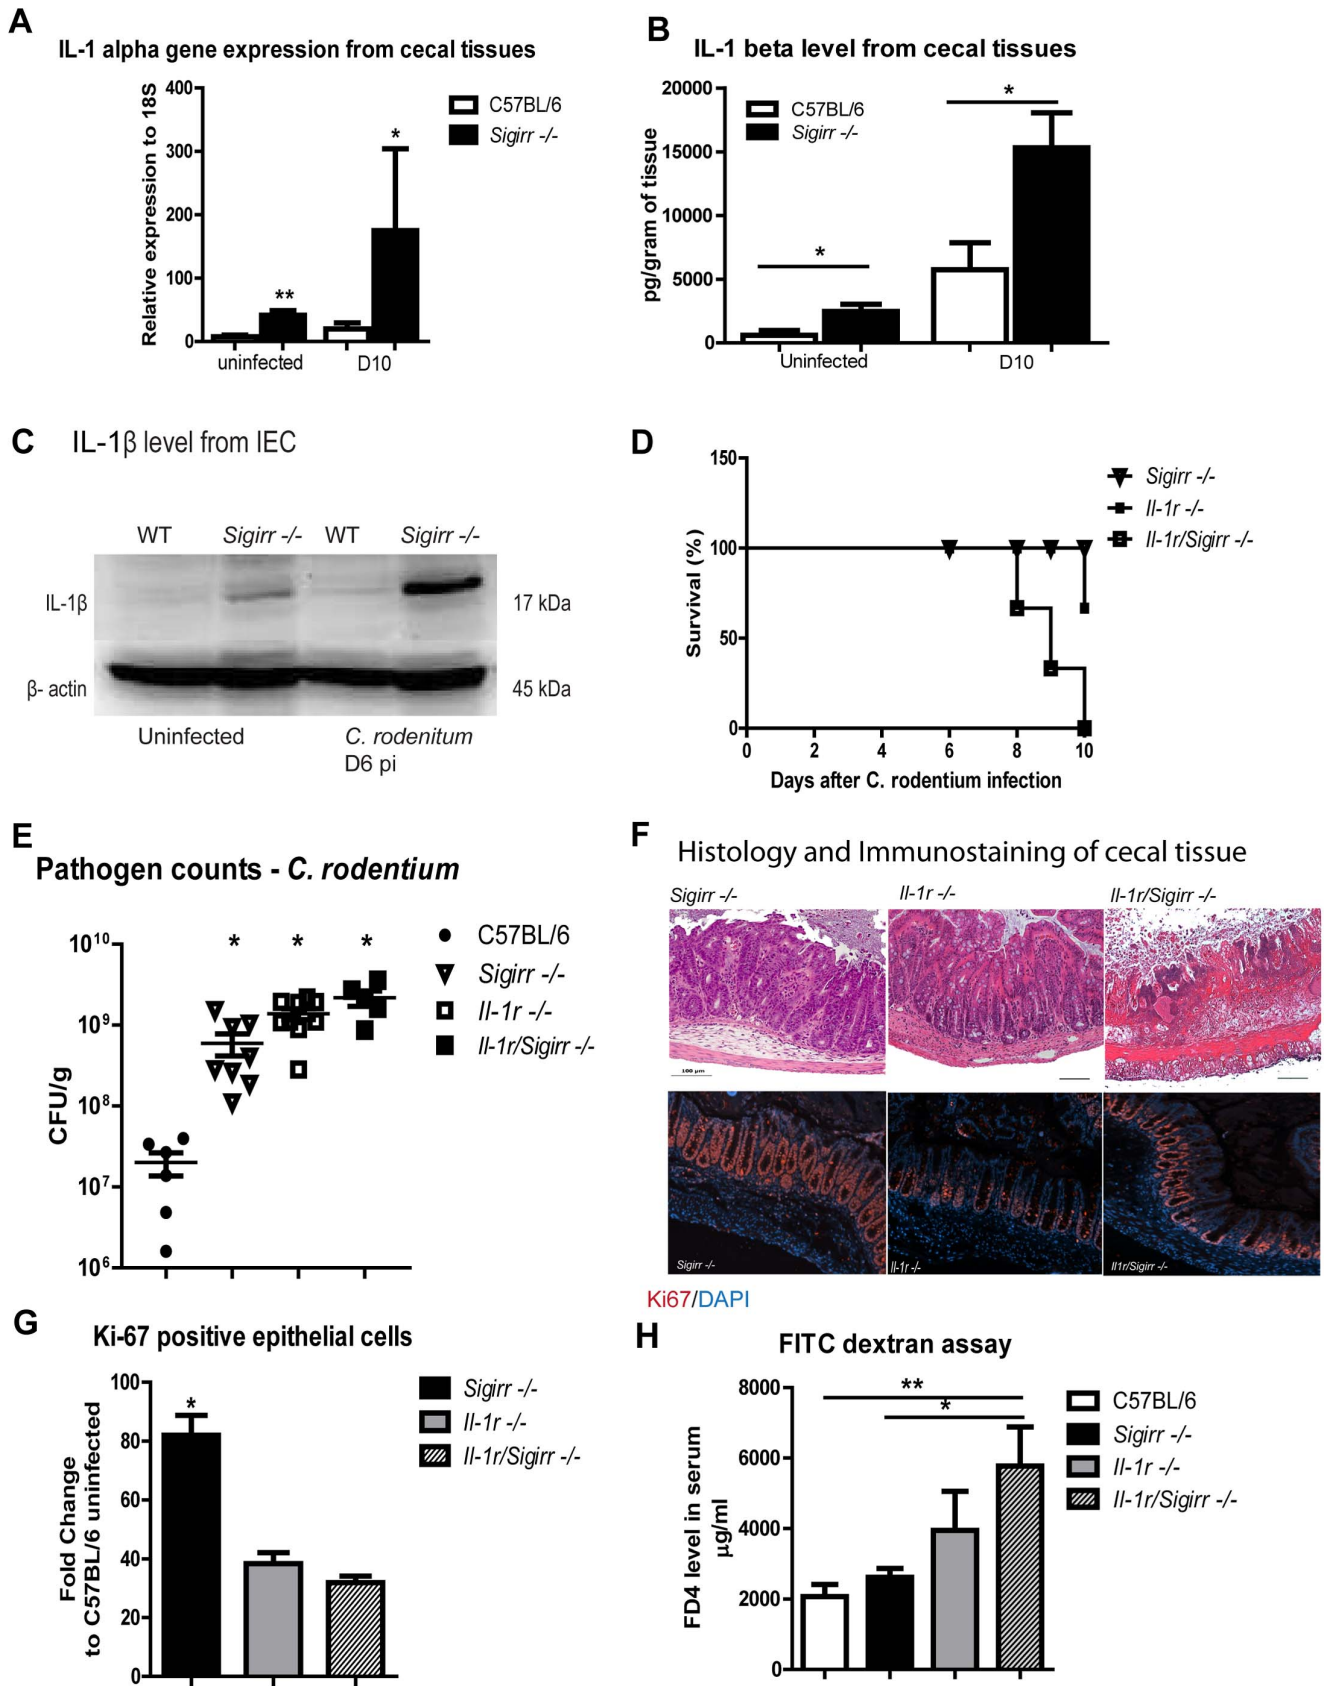 A
IL-1 alpha gene expression from cecal tissues
Relative expression to 18S
400
300
200
100
0
**
*
uninfected
D10
C57BL/6
Sigirr -/-
B
IL-1 beta level from cecal tissues
pg/gram of tissue
20000
15000
10000
5000
0
C57BL/6
Sigirr -/-
*
*
Uninfected
D10
C
IL-1β level from IEC
WT
Sigirr -/-
WT
Sigirr -/-
IL-1β
17 kDa
β- actin
45 kDa
Uninfected
C. rodenitum
D6 pi
D
Survival (%)
150
100
50
0
0
2
4
6
8
10
Days after C. rodentium infection
Sigirr -/-
Il-1r -/-
Il-1r/Sigirr -/-
E
Pathogen counts - C. rodentium
CFU/g
10¹⁰
10⁹
10⁸
10⁷
10⁶
*
*
*
C57BL/6
Sigirr -/-
Il-1r -/-
Il-1r/Sigirr -/-
F
Histology and Immunostaining of cecal tissue
Sigirr -/-
Il-1r -/-
Il-1r/Sigirr -/-
100 µm
Sigirr -/-
Il-1r -/-
Il1r/Sigirr -/-
Ki67/DAPI
G
Ki-67 positive epithelial cells
Fold Change
to C57BL/6 uninfected
100
80
60
40
20
0
*
Sigirr -/-
Il-1r -/-
Il-1r/Sigirr -/-
H
FITC dextran assay
FD4 level in serum
µg/ml
8000
6000
4000
2000
0
**
*
C57BL/6
Sigirr -/-
Il-1r -/-
Il-1r/Sigirr -/-